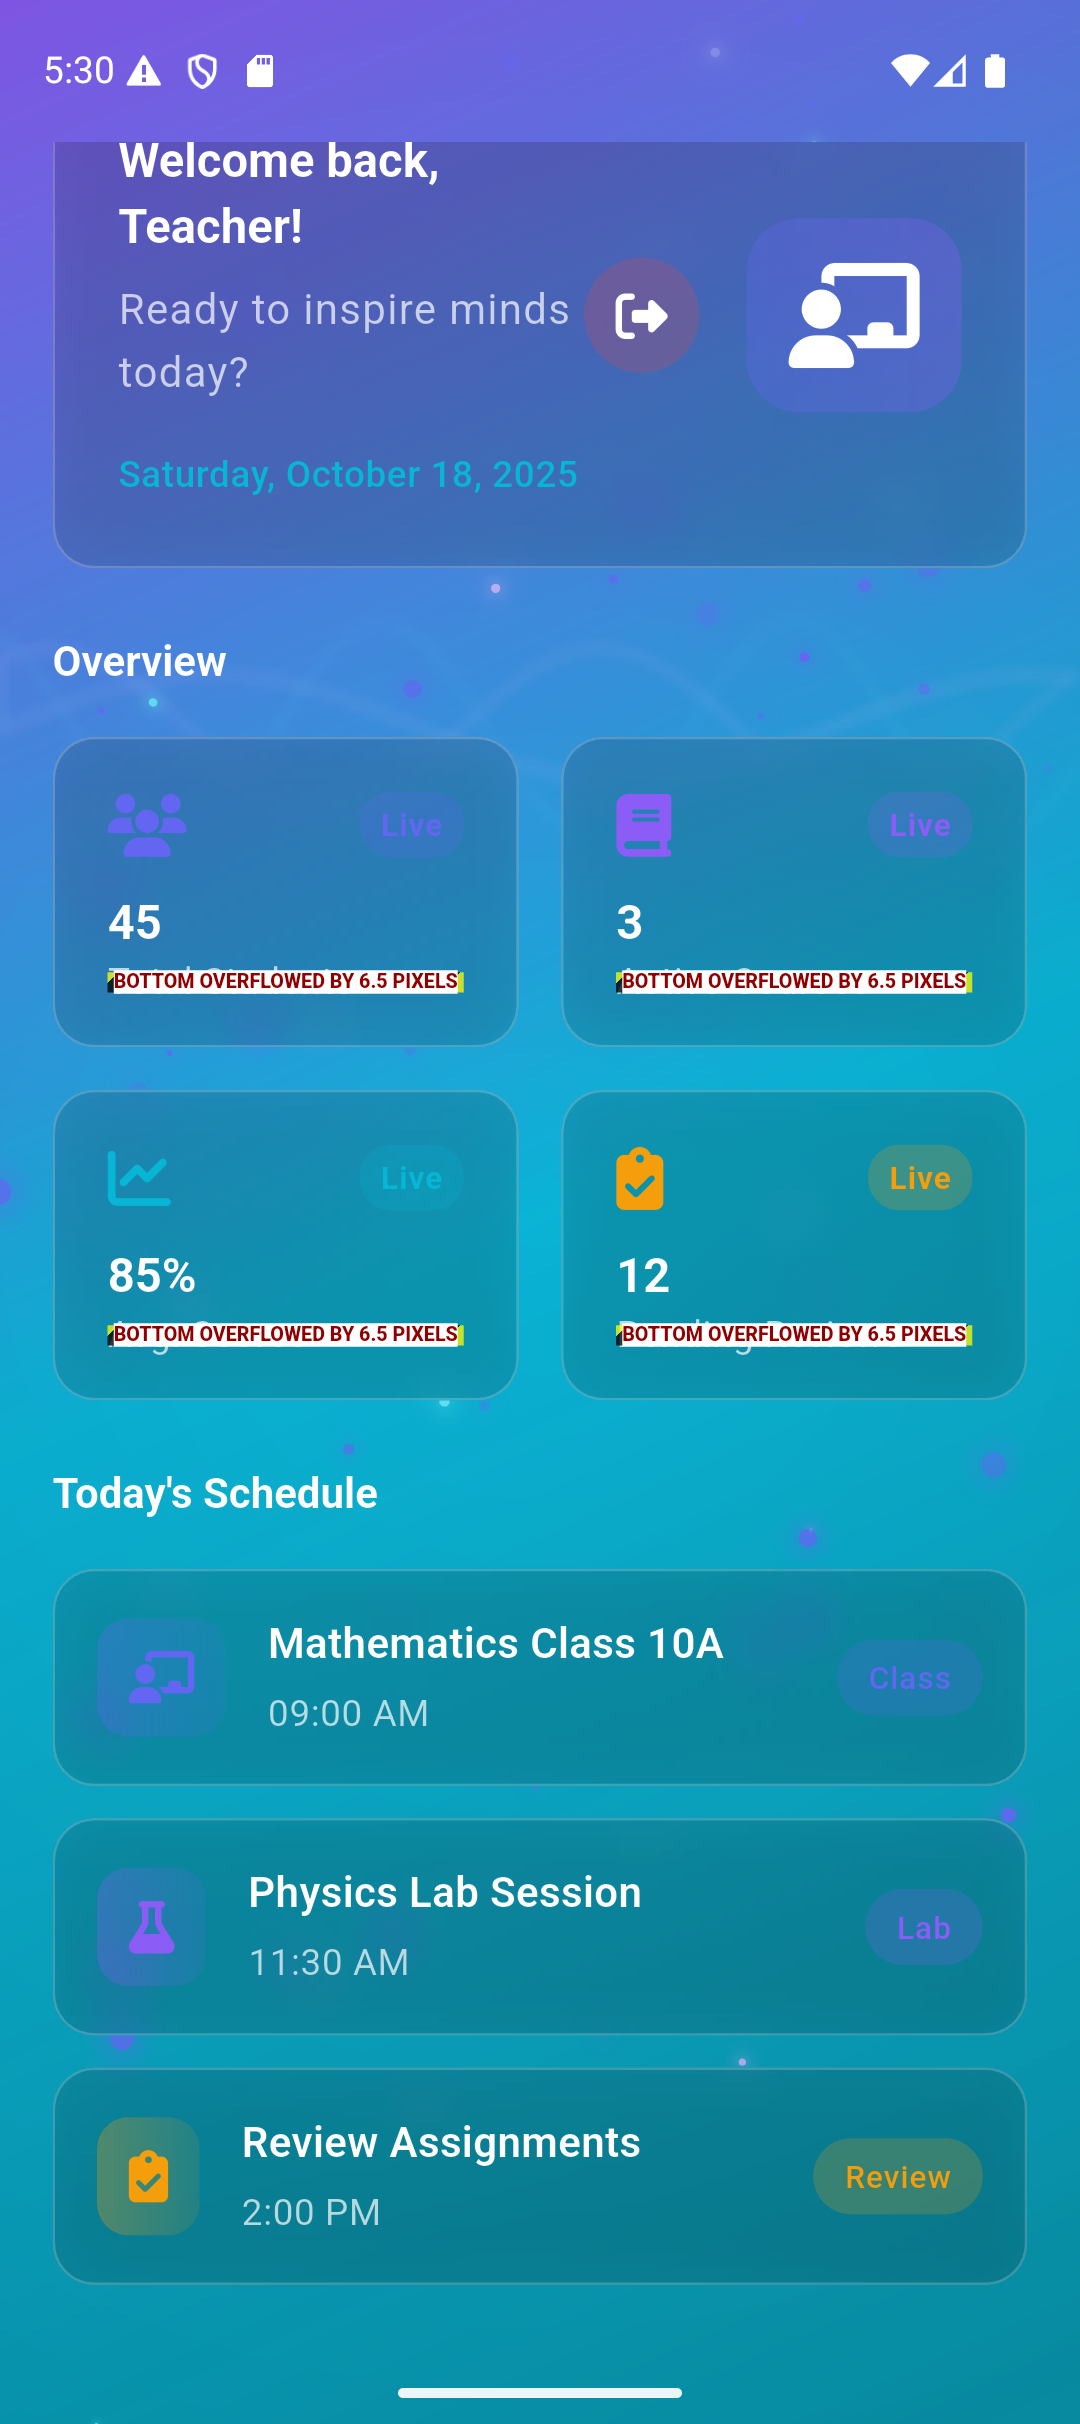 5:30
Welcome back,
Teacher!
Ready to inspire minds
today?
Saturday, October 18, 2025
Overview
Live
45
BOTTOM OVERFLOWED BY 6.5 PIXELS
Live
3
BOTTOM OVERFLOWED BY 6.5 PIXELS
Live
85%
BOTTOM OVERFLOWED BY 6.5 PIXELS
Live
12
BOTTOM OVERFLOWED BY 6.5 PIXELS
Today's Schedule
Mathematics Class 10A
09:00 AM
Class
Physics Lab Session
11:30 AM
Lab
Review Assignments
2:00 PM
Review